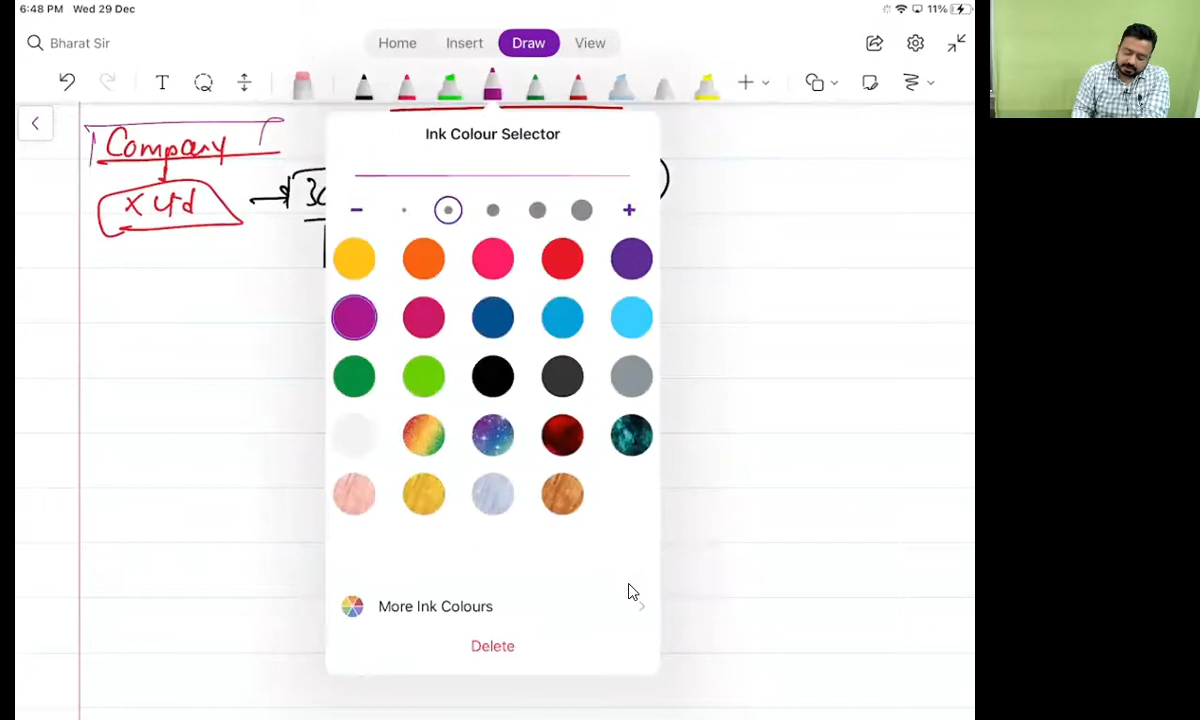 6:48 PM Wed 29 Dec
11%
Bharat Sir
Home Insert Draw View
T
Ink Colour Selector
Company
X Ltd
More Ink Colours
Delete